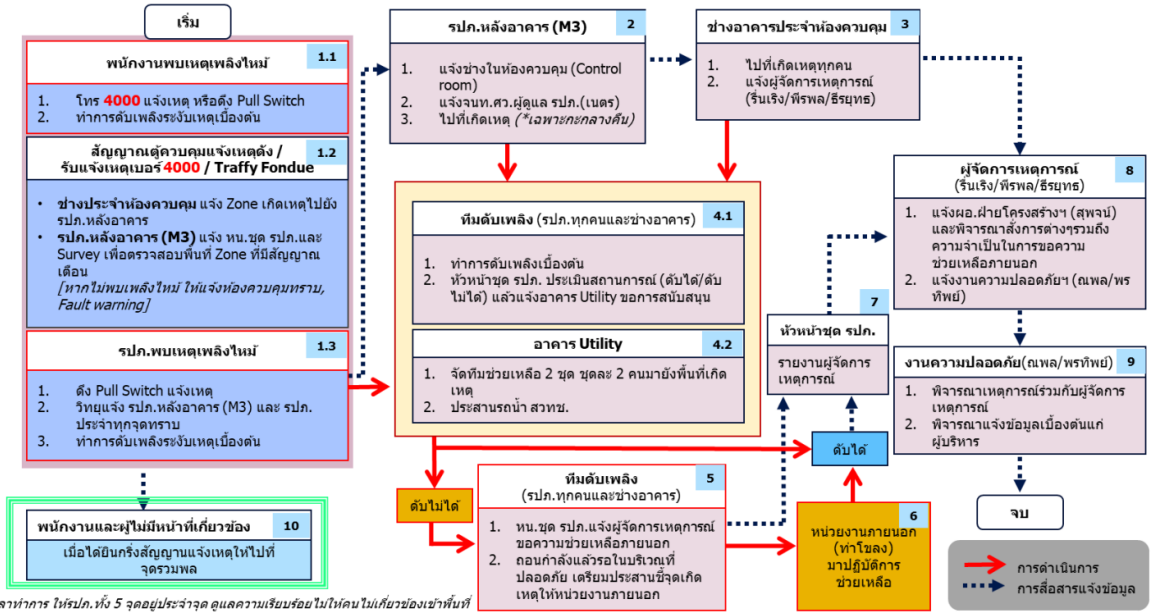 เริ่ม
พนักงานพบเหตุเพลิงไหม้
1.1
1. โทร 4000 แจ้งเหตุ หรือดึง Pull Switch
2. ทำการดับเพลิงระงับเหตุเบื้องต้น
สัญญาณตู้ควบคุมแจ้งเหตุดัง /
รับแจ้งเหตุเบอร์ 4000 / Traffy Fondue
1.2
• ช่างประจำห้องควบคุม แจ้ง Zone เกิดเหตุไปยัง
รปภ.หลังอาคาร
• รปภ.หลังอาคาร (M3) แจ้ง หน.ชุด รปภ.และ
Survey เพื่อตรวจสอบพื้นที่ Zone ที่มีสัญญาณ
เตือน
[หากไม่พบเพลิงไหม้ ให้แจ้งห้องควบคุมทราบ,
Fault warning]
รปภ.พบเหตุเพลิงไหม้
1.3
1. ดึง Pull Switch แจ้งเหตุ
2. วิทยุแจ้ง รปภ.หลังอาคาร (M3) และ รปภ.
ประจำทุกจุดทราบ
3. ทำการดับเพลิงระงับเหตุเบื้องต้น
พนักงานและผู้ไม่มีหน้าที่เกี่ยวข้อง
10
เมื่อได้ยินกริ่งสัญญานแจ้งเหตุให้ไปที่
จุดรวมพล
ลาทำการ ให้รปภ.ทั้ง 5 จุดอยู่ประจำจุด ดูแลความเรียบร้อยไม่ให้คนไม่เกี่ยวข้องเข้าพื้นที่
รปภ.หลังอาคาร (M3)
2
1. แจ้งช่างในห้องควบคุม (Control
room)
2. แจ้งจนท.ศว.ผู้ดูแล รปภ.(เนตร)
3. ไปที่เกิดเหตุ (*เฉพาะกะกลางคืน)
ช่างอาคารประจำห้องควบคุม
3
1. ไปที่เกิดเหตุทุกคน
2. แจ้งผู้จัดการเหตุการณ์
(รื่นเริง/พีรพล/ธีรยุทธ)
ทีมดับเพลิง (รปภ.ทุกคนและช่างอาคาร)
4.1
1. ทำการดับเพลิงเบื้องต้น
2. หัวหน้าชุด รปภ. ประเมินสถานการณ์ (ดับได้/ดับ
ไม่ได้) แล้วแจ้งอาคาร Utility ขอการสนับสนุน
อาคาร Utility
4.2
1. จัดทีมช่วยเหลือ 2 ชุด ชุดละ 2 คนมายังพื้นที่เกิด
เหตุ
2. ประสานรถน้ำ สวทช.
ดับไม่ได้
ทีมดับเพลิง
(รปภ.ทุกคนและช่างอาคาร)
5
1. หน.ชุด รปภ.แจ้งผู้จัดการเหตุการณ์
ขอความช่วยเหลือภายนอก
2. ถอนกำลังแล้วรอในบริเวณที่
ปลอดภัย เตรียมประสานชี้จุดเกิด
เหตุให้หน่วยงานภายนอก
6
หน่วยงานภายนอก
(ท่าโขลง)
มาปฏิบัติการ
ช่วยเหลือ
ดับได้
7
หัวหน้าชุด รปภ.
รายงานผู้จัดการ
เหตุการณ์
ผู้จัดการเหตุการณ์
(รื่นเริง/พีรพล/ธีรยุทธ)
8
1. แจ้งผอ.ฝ่ายโครงสร้างฯ (สุพจน์)
และพิจารณาสั่งการต่างๆรวมถึง
ความจำเป็นในการขอความ
ช่วยเหลือภายนอก
2. แจ้งงานความปลอดภัยฯ (ณพล/พร
ทิพย์)
งานความปลอดภัย(ณพล/พรทิพย์)
9
1. พิจารณาเหตุการณ์ร่วมกับผู้จัดการ
เหตุการณ์
2. พิจารณาแจ้งข้อมูลเบื้องต้นแก่
ผู้บริหาร
จบ
การดำเนินการ
การสื่อสารแจ้งข้อมูล